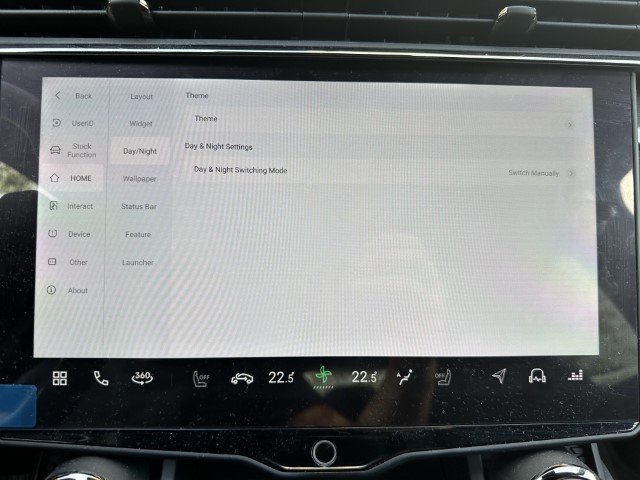 Back
UserID
Stock
Function
HOME
Interact
Device
Other
About
Layout
Widget
Day/Night
Wallpaper
Status Bar
Feature
Launcher
Theme
Theme
Day & Night Settings
Day & Night Switching Mode
Switch Manually
360
OFF
22.5
22.5
OFF